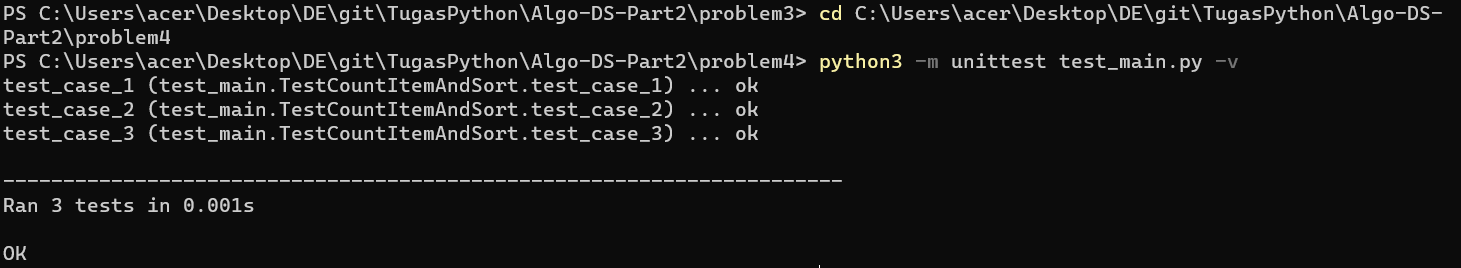 PS C:\Users\acer\Desktop\DE\git\TugasPython\Algo-DS-Part2\problem3> cd C:\Users\acer\Desktop\DE\git\TugasPython\Algo-DS-
Part2\problem4
PS C:\Users\acer\Desktop\DE\git\TugasPython\Algo-DS-Part2\problem4> python3 -m unittest test_main.py -v
test_case_1 (test_main.TestCountItemAndSort.test_case_1) ... ok
test_case_2 (test_main.TestCountItemAndSort.test_case_2) ... ok
test_case_3 (test_main.TestCountItemAndSort.test_case_3) ... ok
----------------------------------------------------------------------
Ran 3 tests in 0.001s
OK